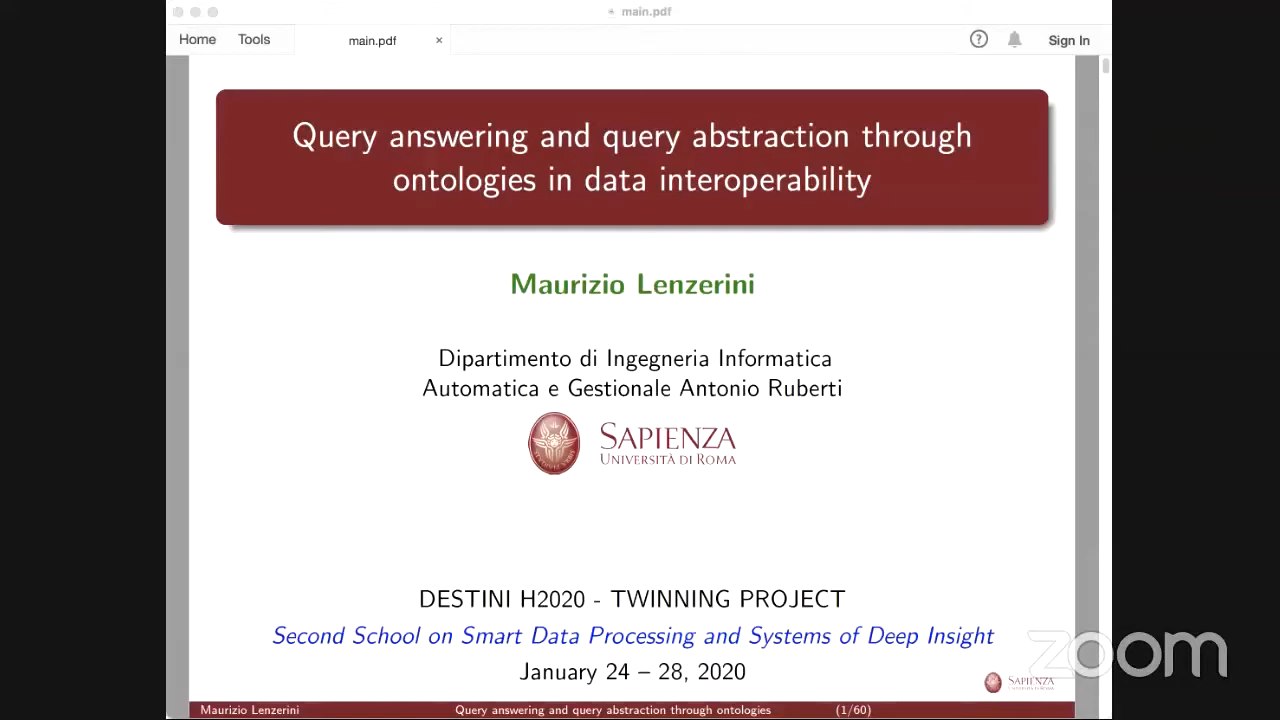 main.pdf
Home Tools main.pdf × ? Sign In
Query answering and query abstraction through
ontologies in data interoperability
Maurizio Lenzerini
Dipartimento di Ingegneria Informatica
Automatica e Gestionale Antonio Ruberti
SAPIENZA
UNIVERSITÀ DI ROMA
DESTINI H2020 - TWINNING PROJECT
Second School on Smart Data Processing and Systems of Deep Insight
January 24 – 28, 2020
zoom
SAPIENZA
Maurizio Lenzerini Query answering and query abstraction through ontologies (1/60)